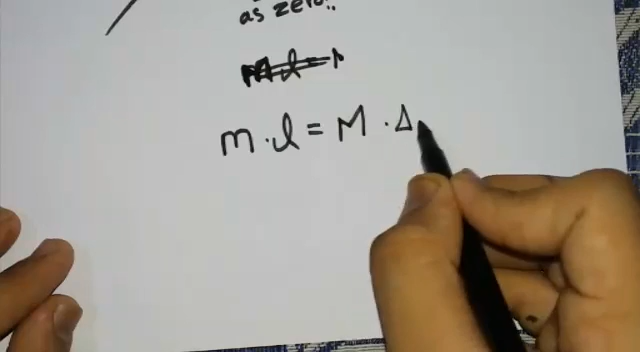 as zero..
m.l = M.Δ